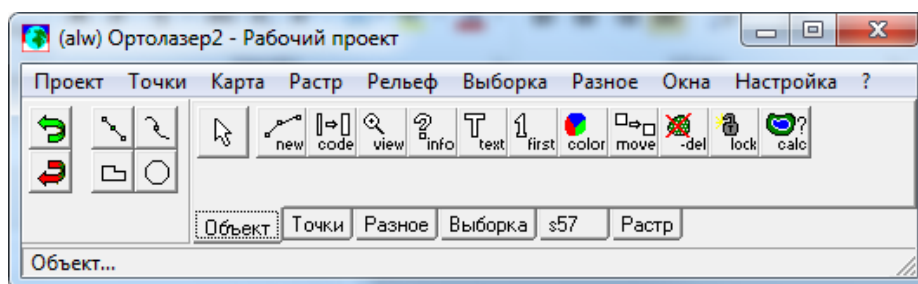 (alw) Ортолазер2 - Рабочий проект
Проект Точки Карта Растр Рельеф Выборка Разное Окна Настройка ?
new code view info text first color move -del lock calc
Объект Точки Разное Выборка s57 Растр
Объект...